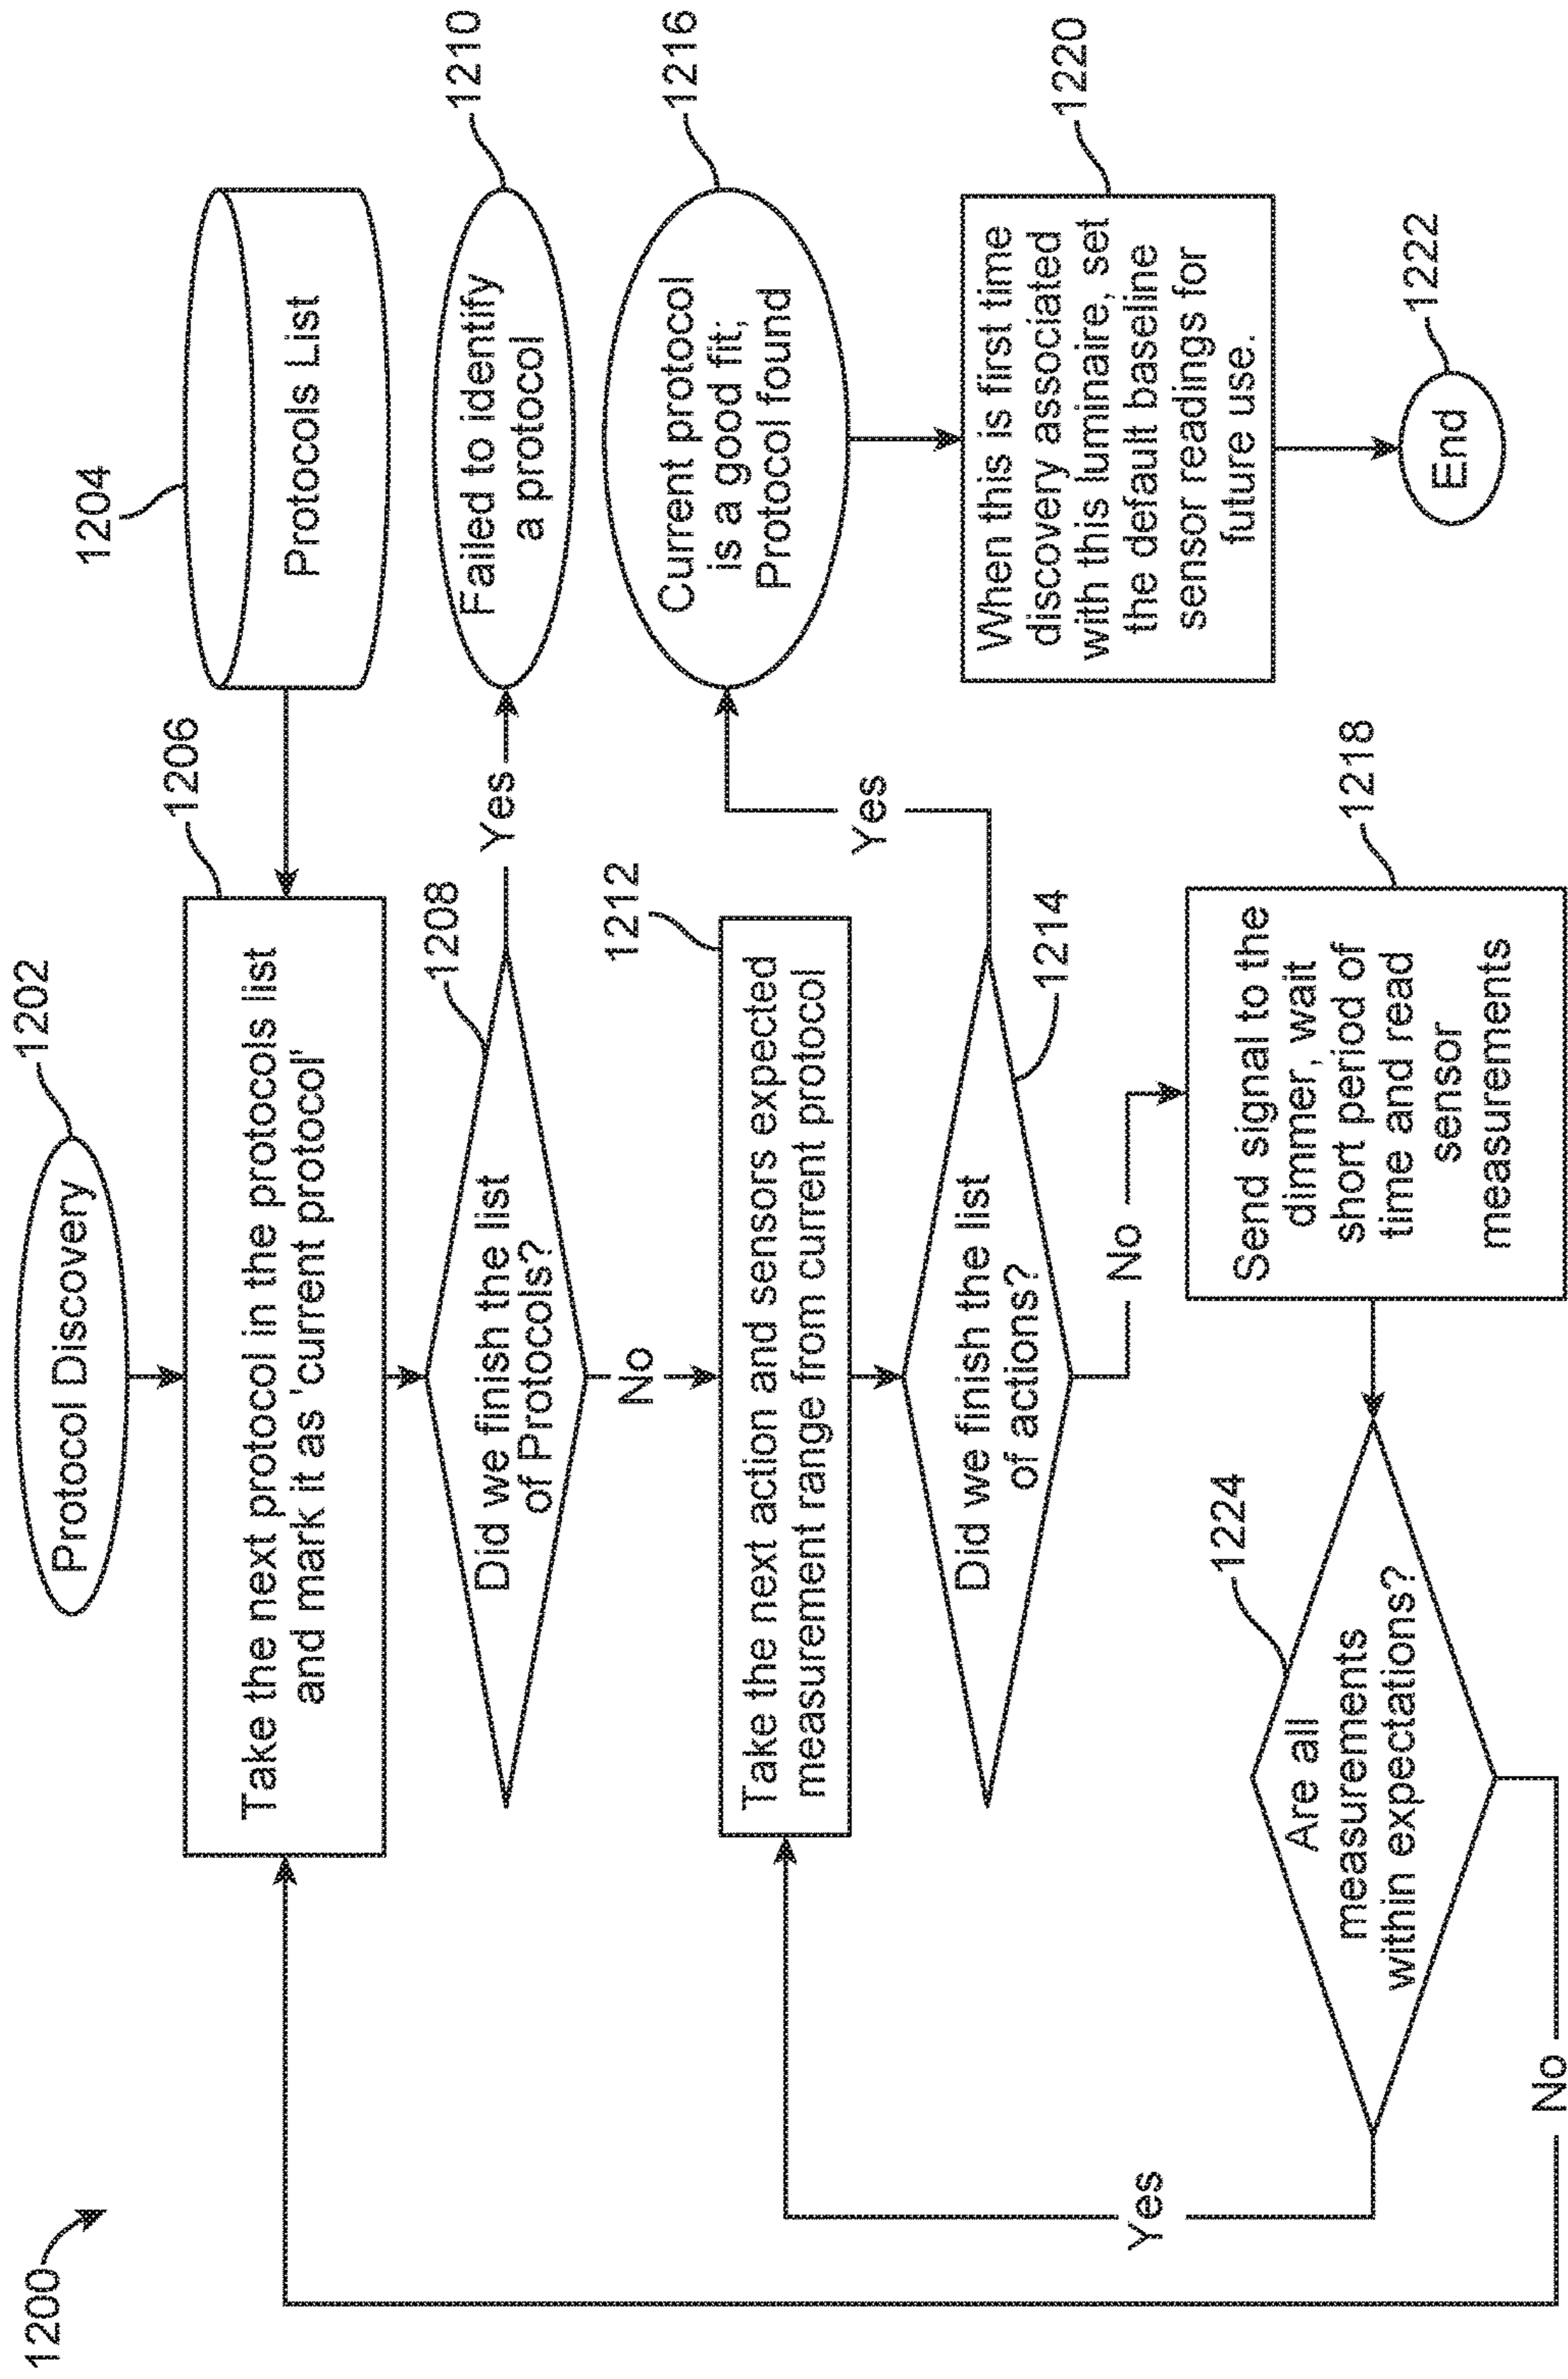 1200
Protocol Discovery
1202
1204
Protocols List
Take the next protocol in the protocols list
and mark it as 'current protocol'
1206
Did we finish the list
of Protocols?
1208
Yes
Failed to identify
a protocol
1210
No
Take the next action and sensors expected
measurement range from current protocol
1212
Did we finish the list
of actions?
1214
Yes
Current protocol
is a good fit;
Protocol found
1216
No
Send signal to the
dimmer, wait
short period of
time and read
sensor
measurements
1218
When this is first time
discovery associated
with this luminaire, set
the default baseline
sensor readings for
future use.
1220
End
1222
Are all
measurements
within expectations?
1224
Yes
No